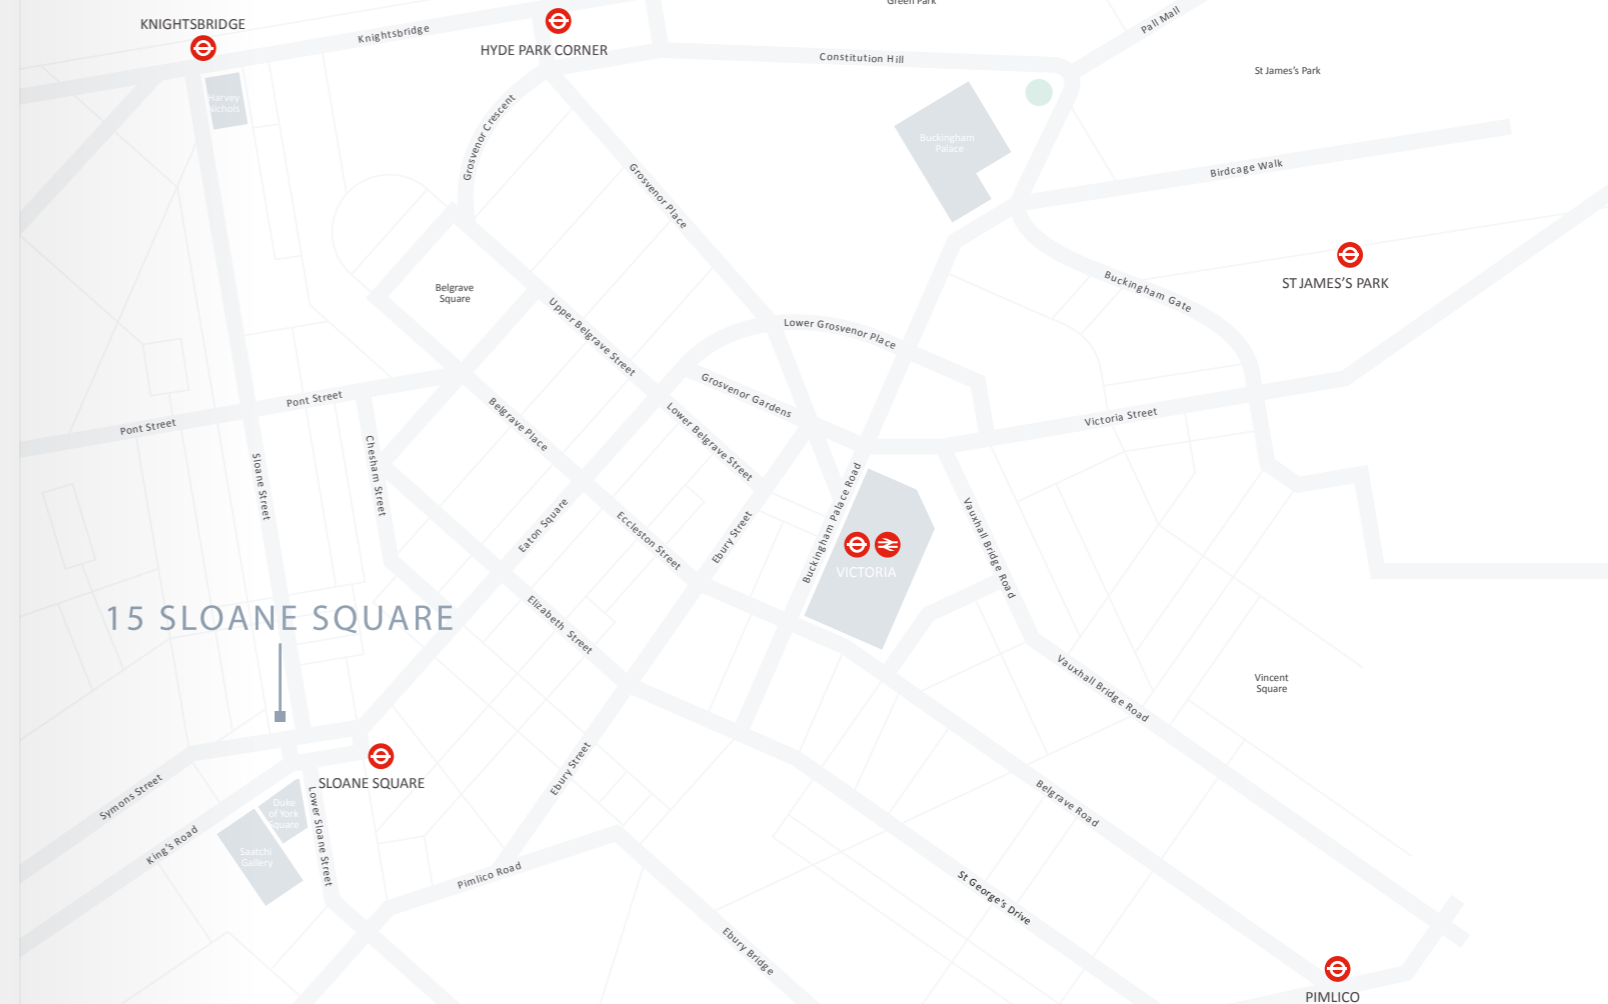 Green Park
Pall Mall
KNIGHTSBRIDGE
Knightsbridge
HYDE PARK CORNER
Constitution Hill
St James's Park
Harvey
Nichols
Grosvenor Crescent
Buckingham
Palace
Birdcage Walk
Grosvenor Place
ST JAMES'S PARK
Buckingham Gate
Belgrave
Square
Upper Belgrave Street
Lower Grosvenor Place
Grosvenor Gardens
Pont Street
Pont Street
Belgrave Place
Lower Belgrave Street
Victoria Street
Sloane Street
Chesham Street
Eaton Square
Eccleston Street
Ebury Street
Buckingham Palace Road
VICTORIA
Vauxhall Bridge Road
15 SLOANE SQUARE
Elizabeth Street
Vauxhall Bridge Road
Vincent
Square
SLOANE SQUARE
Ebury Street
Symons Street
King's Road
Duke
of York
Square
Saatchi
Gallery
Lower Sloane Street
Pimlico Road
Belgrave Road
St George's Drive
Ebury Bridge
PIMLICO